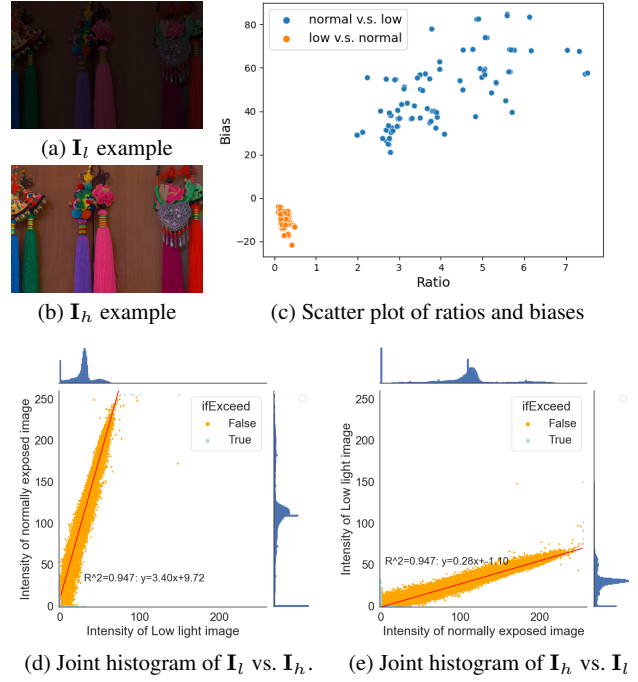 (a) I_l example
(b) I_h example
normal v.s. low
low v.s. normal
80
60
40
20
0
−20
Bias
0 1 2 3 4 5 6 7
Ratio
(c) Scatter plot of ratios and biases
ifExceed
False
True
250
200
150
100
50
0
Intensity of normally exposed image
R^2=0.947: y=3.40x+9.72
0 100 200
Intensity of Low light image
(d) Joint histogram of I_l vs. I_h.
ifExceed
False
True
250
200
150
100
50
0
Intensity of Low light image
R^2=0.947: y=0.28x+-1.10
0 100 200
Intensity of normally exposed image
(e) Joint histogram of I_h vs. I_l